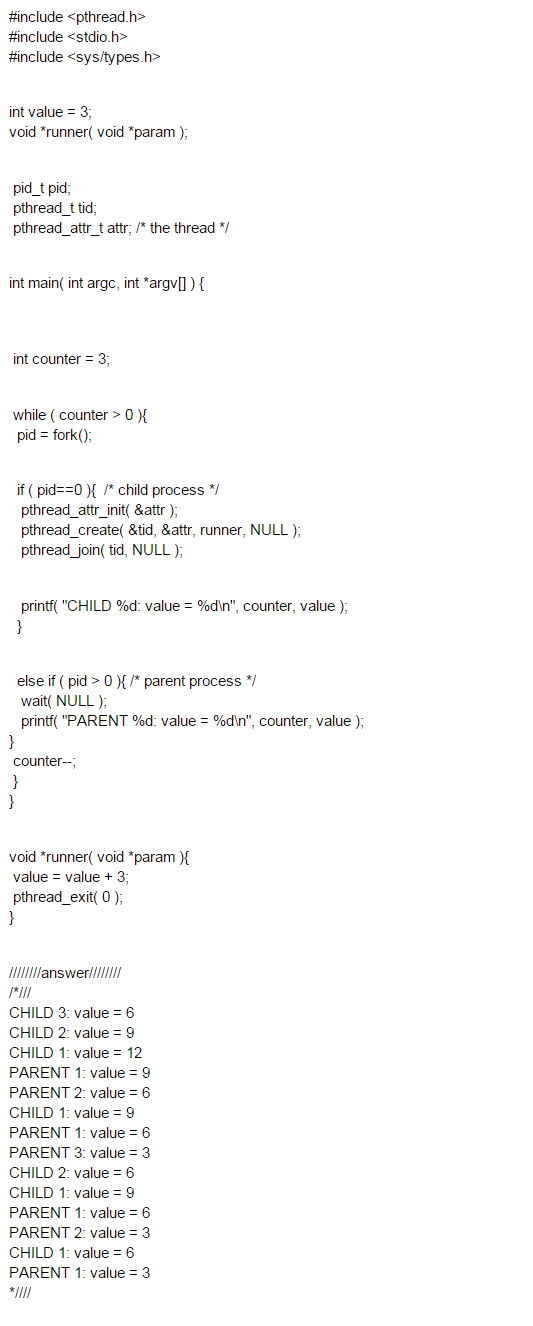 #include <pthread.h>
#include <stdio.h>
#include <sys/types.h>
int value = 3;
void *runner( void *param );
pid_t pid;
pthread_t tid;
pthread_attr_t attr; /* the thread */
int main( int argc, int *argv[] ) {
int counter = 3;
while ( counter > 0 ){
pid = fork();
if ( pid==0 ){  /* child process */
pthread_attr_init( &attr );
pthread_create( &tid, &attr, runner, NULL );
pthread_join( tid, NULL );
printf( "CHILD %d: value = %d\n", counter, value );
}
else if ( pid > 0 ){ /* parent process */
wait( NULL );
printf( "PARENT %d: value = %d\n", counter, value );
}
counter--;
}
}
void *runner( void *param ){
value = value + 3;
pthread_exit( 0 );
}
////////answer////////
/*///
CHILD 3: value = 6
CHILD 2: value = 9
CHILD 1: value = 12
PARENT 1: value = 9
PARENT 2: value = 6
CHILD 1: value = 9
PARENT 1: value = 6
PARENT 3: value = 3
CHILD 2: value = 6
CHILD 1: value = 9
PARENT 1: value = 6
PARENT 2: value = 3
CHILD 1: value = 6
PARENT 1: value = 3
*////